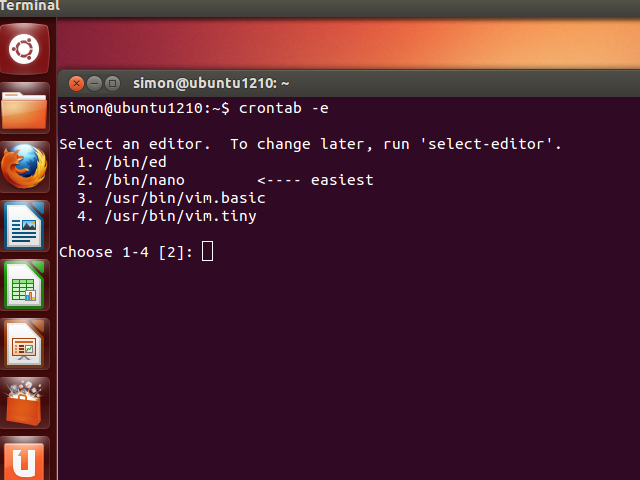 Terminal
simon@ubuntu1210: ~
simon@ubuntu1210:~$ crontab -e
Select an editor.  To change later, run 'select-editor'.
  1. /bin/ed
  2. /bin/nano        <---- easiest
  3. /usr/bin/vim.basic
  4. /usr/bin/vim.tiny
Choose 1-4 [2]: